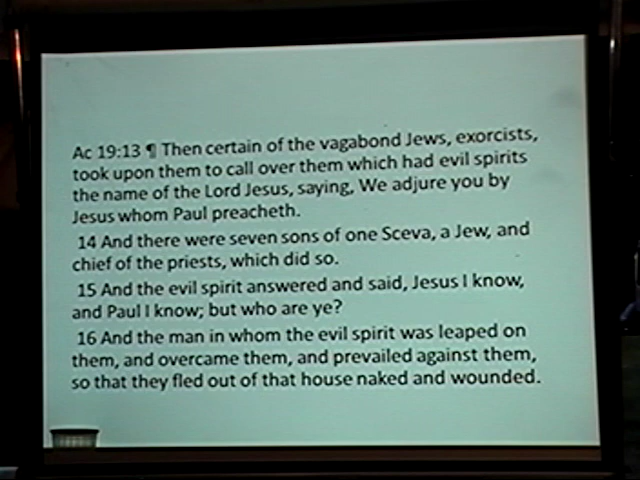 Ac 19:13 ¶ Then certain of the vagabond Jews, exorcists,
took upon them to call over them which had evil spirits
the name of the Lord Jesus, saying, We adjure you by
Jesus whom Paul preacheth.
14 And there were seven sons of one Sceva, a Jew, and
chief of the priests, which did so.
15 And the evil spirit answered and said, Jesus I know,
and Paul I know; but who are ye?
16 And the man in whom the evil spirit was leaped on
them, and overcame them, and prevailed against them,
so that they fled out of that house naked and wounded.